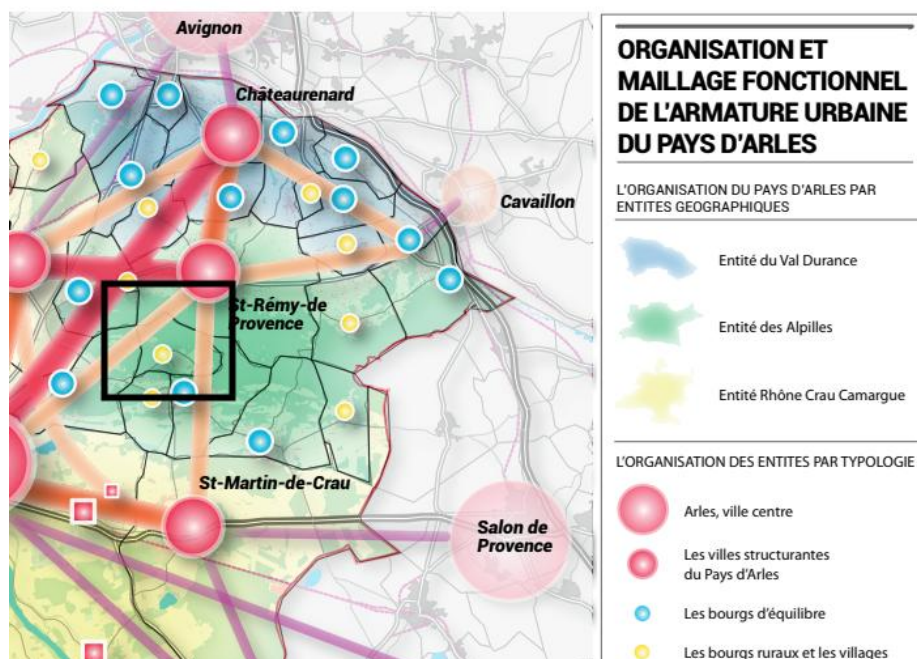 Avignon
Châteaurenard
Cavaillon
St-Rémy-de
Provence
St-Martin-de-Crau
Salon de
Provence
ORGANISATION ET
MAILLAGE FONCTIONNEL
DE L'ARMATURE URBAINE
DU PAYS D'ARLES
L'ORGANISATION DU PAYS D'ARLES PAR
ENTITES GEOGRAPHIQUES
Entité du Val Durance
Entité des Alpilles
Entité Rhône Crau Camargue
L'ORGANISATION DES ENTITES PAR TYPOLOGIE
Arles, ville centre
Les villes structurantes
du Pays d'Arles
Les bourgs d'équilibre
Les bourgs ruraux et les villages